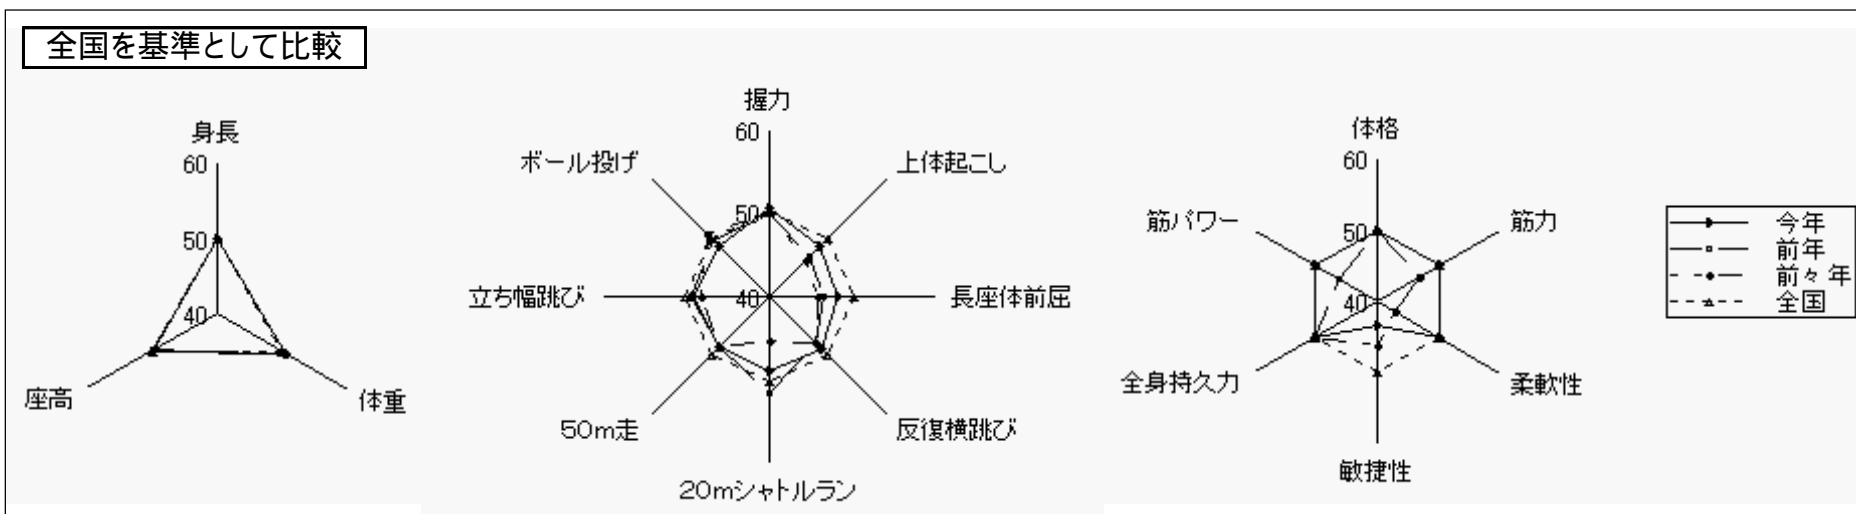 全国を基準として比較
身長
60
50
40
座高
体重
握力
60
ボール投げ
上体起こし
50
立ち幅跳び
40
長座体前屈
50m走
反復横跳び
20mシャトルラン
体格
60
筋パワー
筋力
50
40
全身持久力
柔軟性
敏捷性
今年
前年
前々年
全国